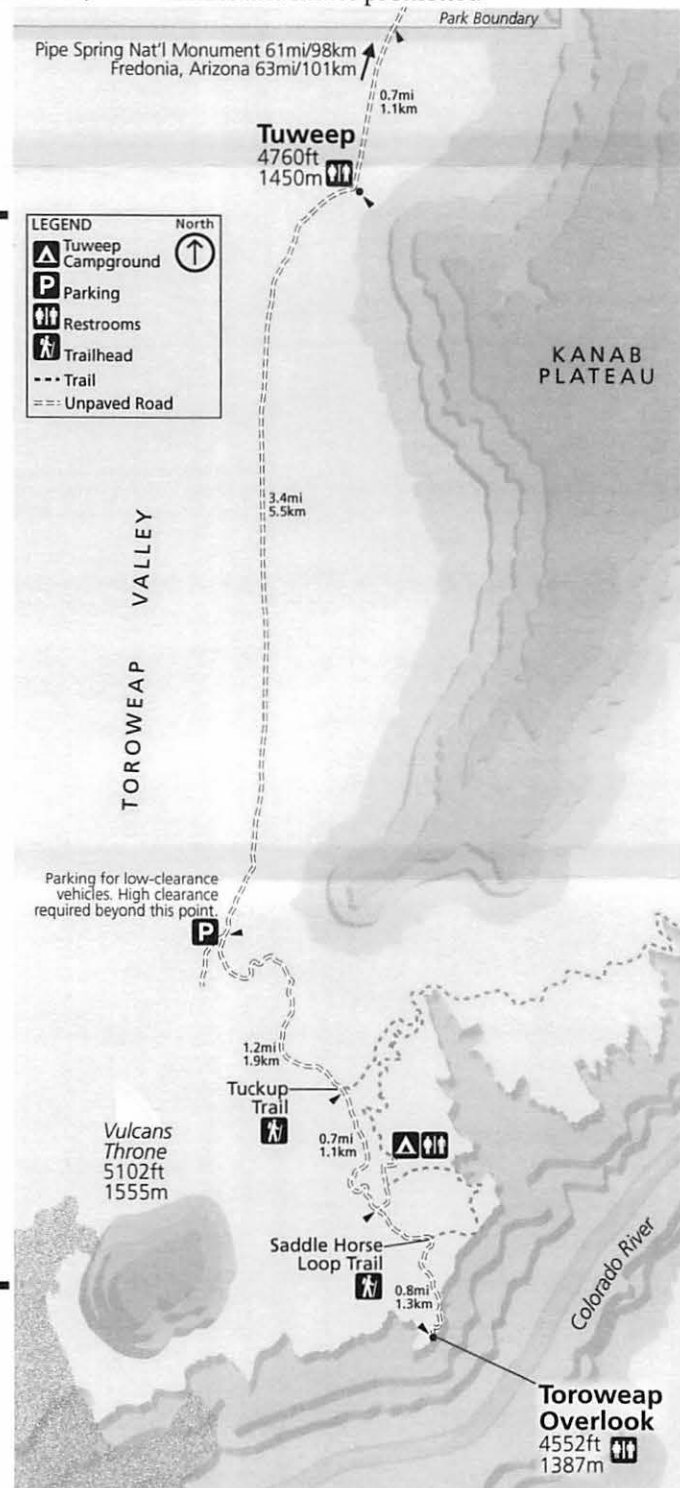 Park Boundary
Pipe Spring Nat'l Monument 61mi/98km
Fredonia, Arizona 63mi/101km
0.7mi
1.1km
Tuweep
4760ft
1450m
LEGEND
North
Tuweep
Campground
P Parking
Restrooms
Trailhead
Trail
Unpaved Road
KANAB
PLATEAU
3.4mi
5.5km
TOROWEAP VALLEY
Parking for low-clearance
vehicles. High clearance
required beyond this point.
P
1.2mi
1.9km
Tuckup
Trail
0.7mi
1.1km
Vulcans
Throne
5102ft
1555m
Saddle Horse
Loop Trail
0.8mi
1.3km
Colorado River
Toroweap
Overlook
4552ft
1387m